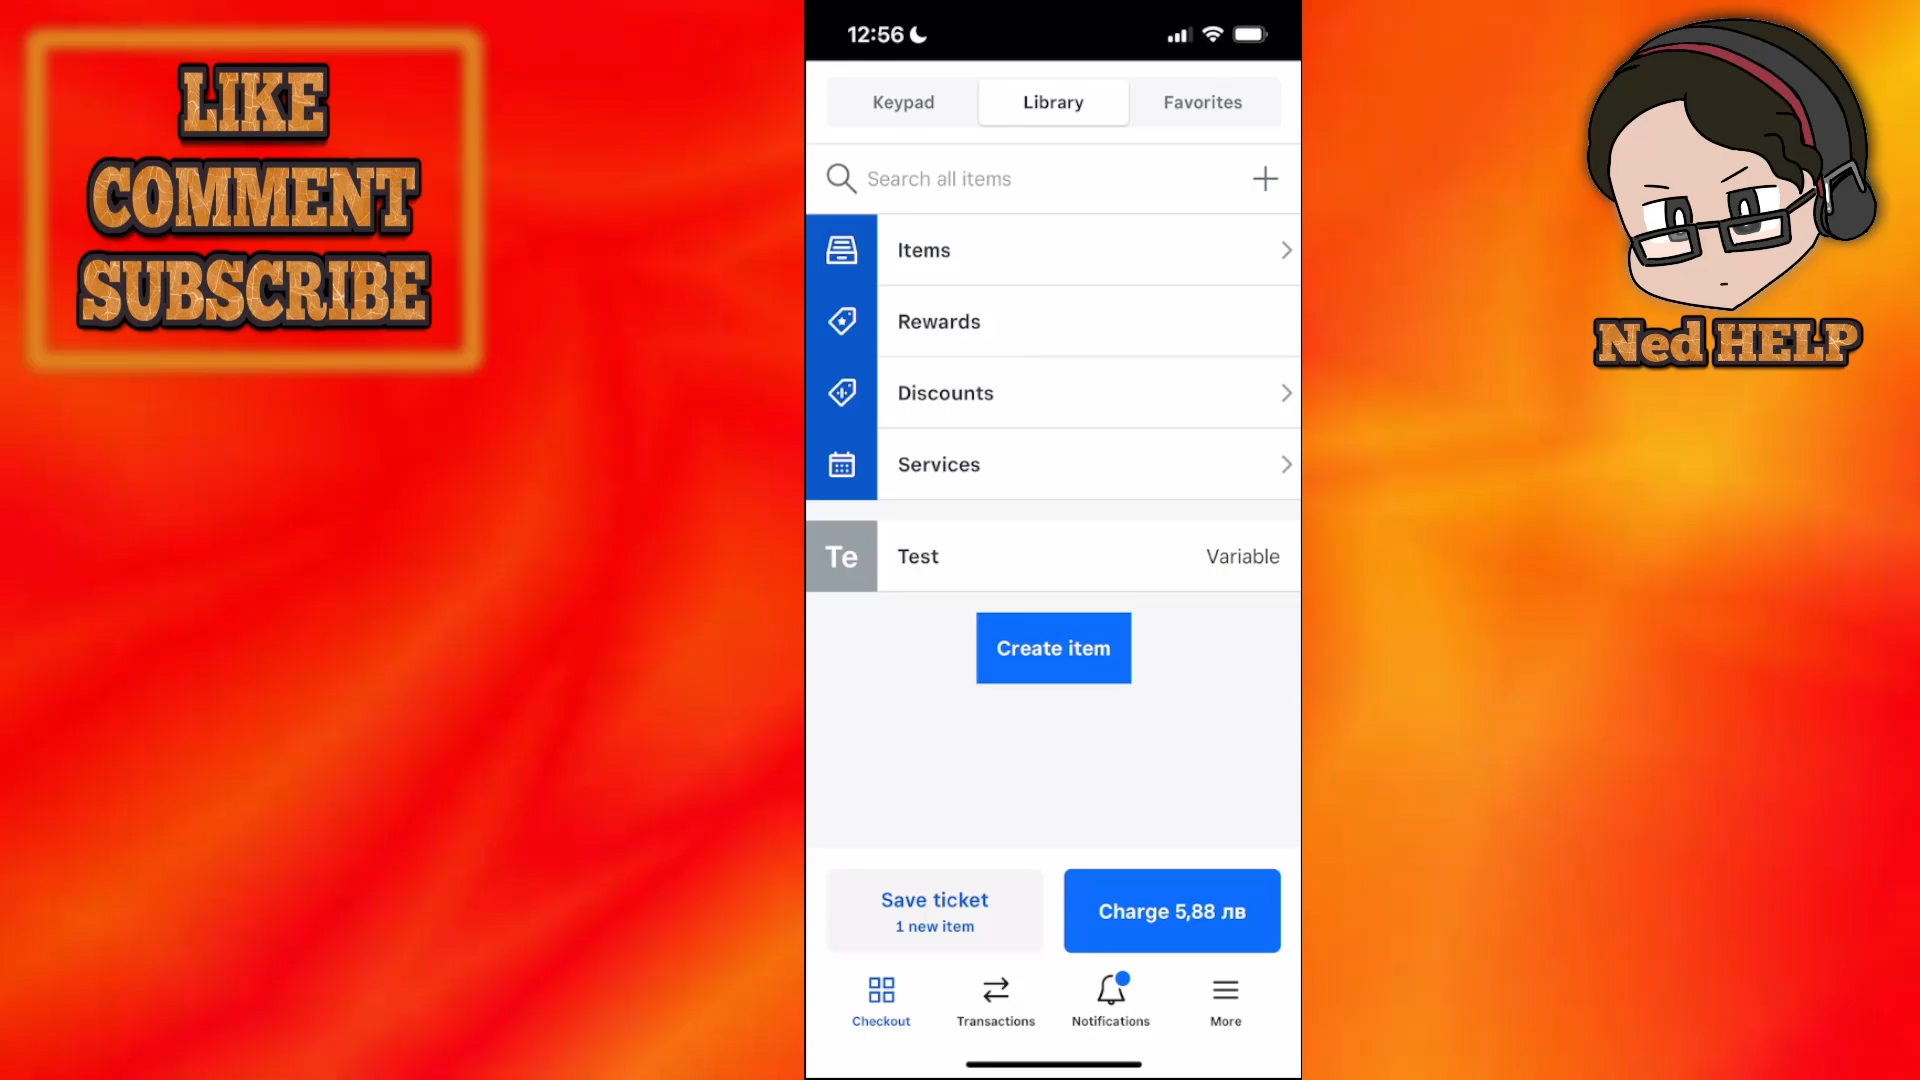 LIKE
COMMENT
SUBSCRIBE
12:56
Keypad
Library
Favorites
Search all items
Items
Rewards
Discounts
Services
Te
Test
Variable
Create item
Save ticket
1 new item
Charge 5,88 лв
Checkout
Transactions
Notifications
More
Ned HELP